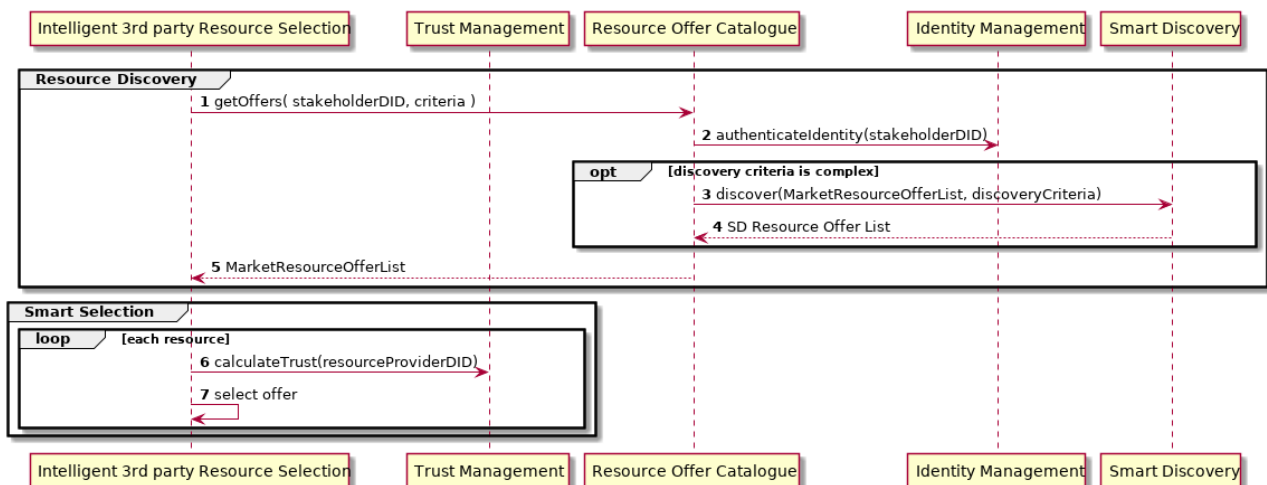 Intelligent 3rd party Resource Selection
Trust Management
Resource Offer Catalogue
Identity Management
Smart Discovery
Resource Discovery
1 getOffers( stakeholderDID, criteria )
2 authenticateIdentity(stakeholderDID)
opt [discovery criteria is complex]
3 discover(MarketResourceOfferList, discoveryCriteria)
4 SD Resource Offer List
5 MarketResourceOfferList
Smart Selection
loop [each resource]
6 calculateTrust(resourceProviderDID)
7 select offer
Intelligent 3rd party Resource Selection
Trust Management
Resource Offer Catalogue
Identity Management
Smart Discovery